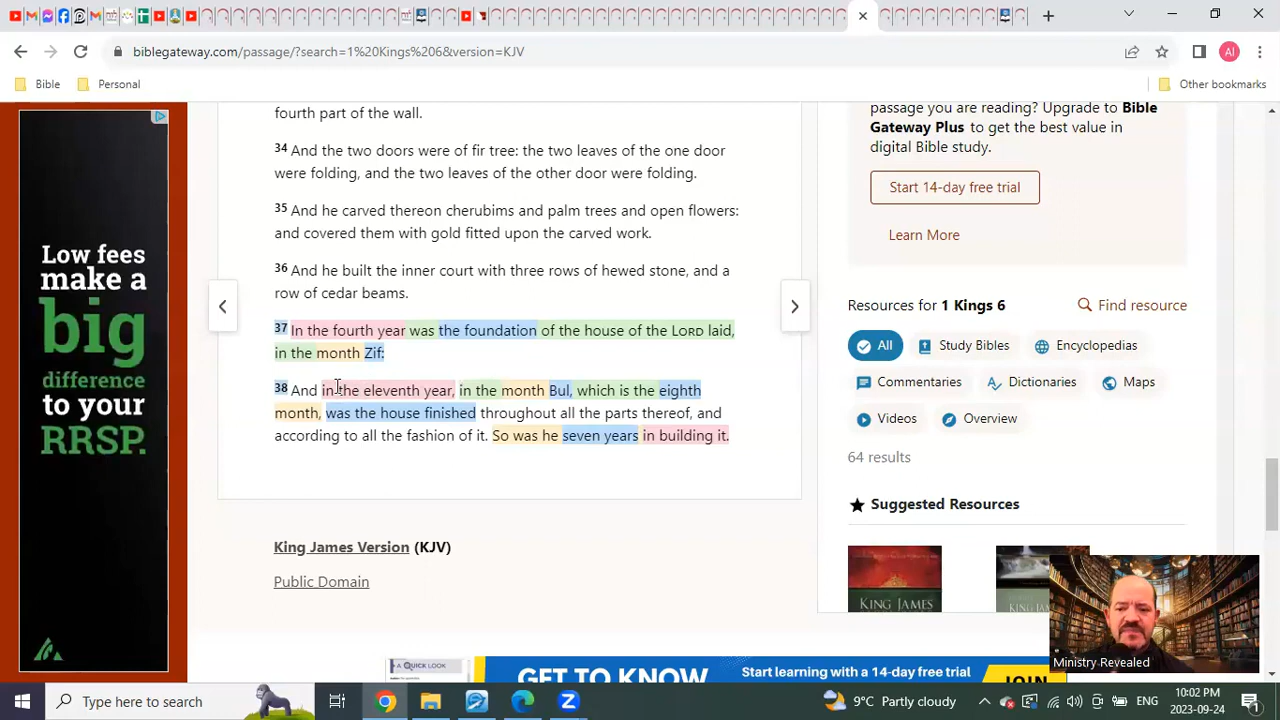 biblegateway.com/passage/?search=1%20Kings%206&version=KJV
AI
Bible
Personal
Other bookmarks
Low fees
make a
big
difference
to your
RRSP.
fourth part of the wall.
34 And the two doors were of fir tree: the two leaves of the one door
were folding, and the two leaves of the other door were folding.
35 And he carved thereon cherubims and palm trees and open flowers:
and covered them with gold fitted upon the carved work.
36 And he built the inner court with three rows of hewed stone, and a
row of cedar beams.
37 In the fourth year was the foundation of the house of the LORD laid,
in the month Zif:
38 And in the eleventh year, in the month Bul, which is the eighth
month, was the house finished throughout all the parts thereof, and
according to all the fashion of it. So was he seven years in building it.
King James Version (KJV)
Public Domain
passage you are reading? Upgrade to Bible
Gateway Plus to get the best value in
digital Bible study.
Start 14-day free trial
Learn More
Resources for 1 Kings 6
Find resource
All
Study Bibles
Encyclopedias
Commentaries
Dictionaries
Maps
Videos
Overview
64 results
Suggested Resources
KING JAMES
KING JAM
Ministry Revealed
A QUICK LOOK
GET TO KNOW
Start learning with a 14-day free trial
JOIN
Type here to search
9°C Partly cloudy
ENG
10:02 PM
2023-09-24